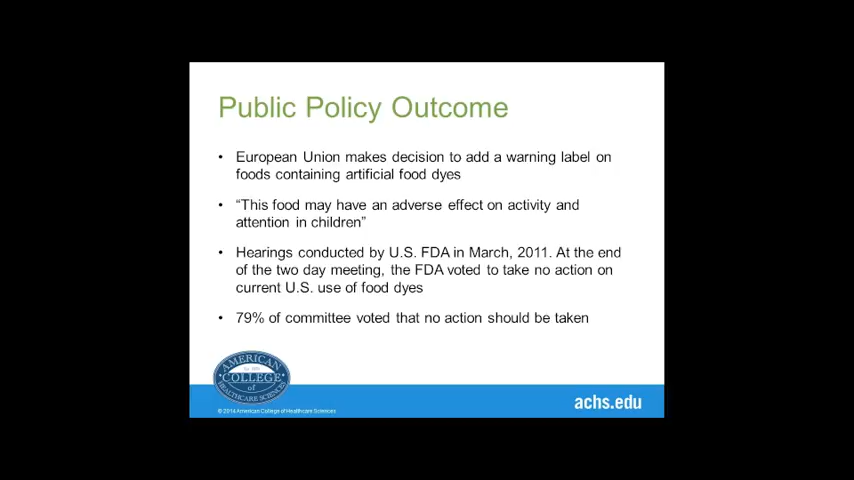 Public Policy Outcome
• European Union makes decision to add a warning label on
foods containing artificial food dyes
• “This food may have an adverse effect on activity and
attention in children”
• Hearings conducted by U.S. FDA in March, 2011. At the end
of the two day meeting, the FDA voted to take no action on
current U.S. use of food dyes
• 79% of committee voted that no action should be taken
AMERICAN
COLLEGE
of
HEALTHCARE SCIENCES
© 2014 American College of Healthcare Sciences
achs.edu